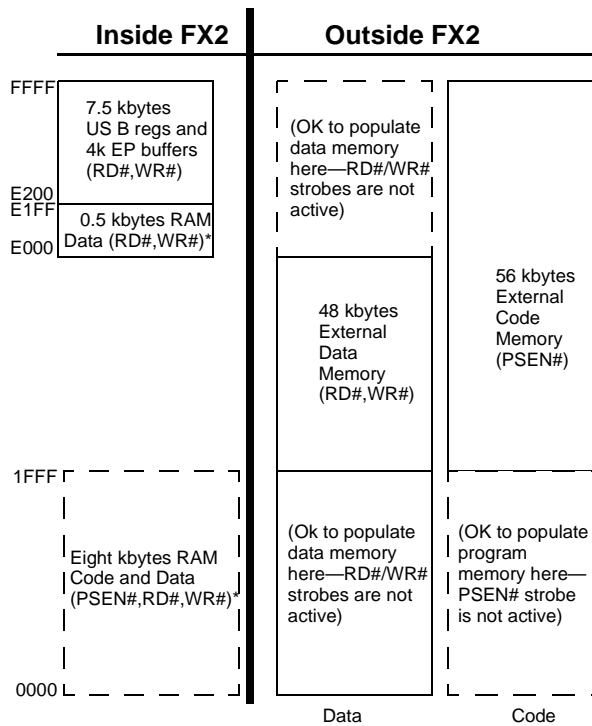 Inside FX2
Outside FX2
FFFF
7.5 kbytes
US B regs and
4k EP buffers
(RD#,WR#)
E200
E1FF
0.5 kbytes RAM
Data (RD#,WR#)*
E000
(OK to populate
data memory
here—RD#/WR#
strobes are not
active)
48 kbytes
External
Data
Memory
(RD#,WR#)
56 kbytes
External
Code
Memory
(PSEN#)
1FFF
Eight kbytes RAM
Code and Data
(PSEN#,RD#,WR#)*
0000
(Ok to populate
data memory
here—RD#/WR#
strobes are not
active)
(OK to populate
program
memory here—
PSEN# strobe
is not active)
Data
Code